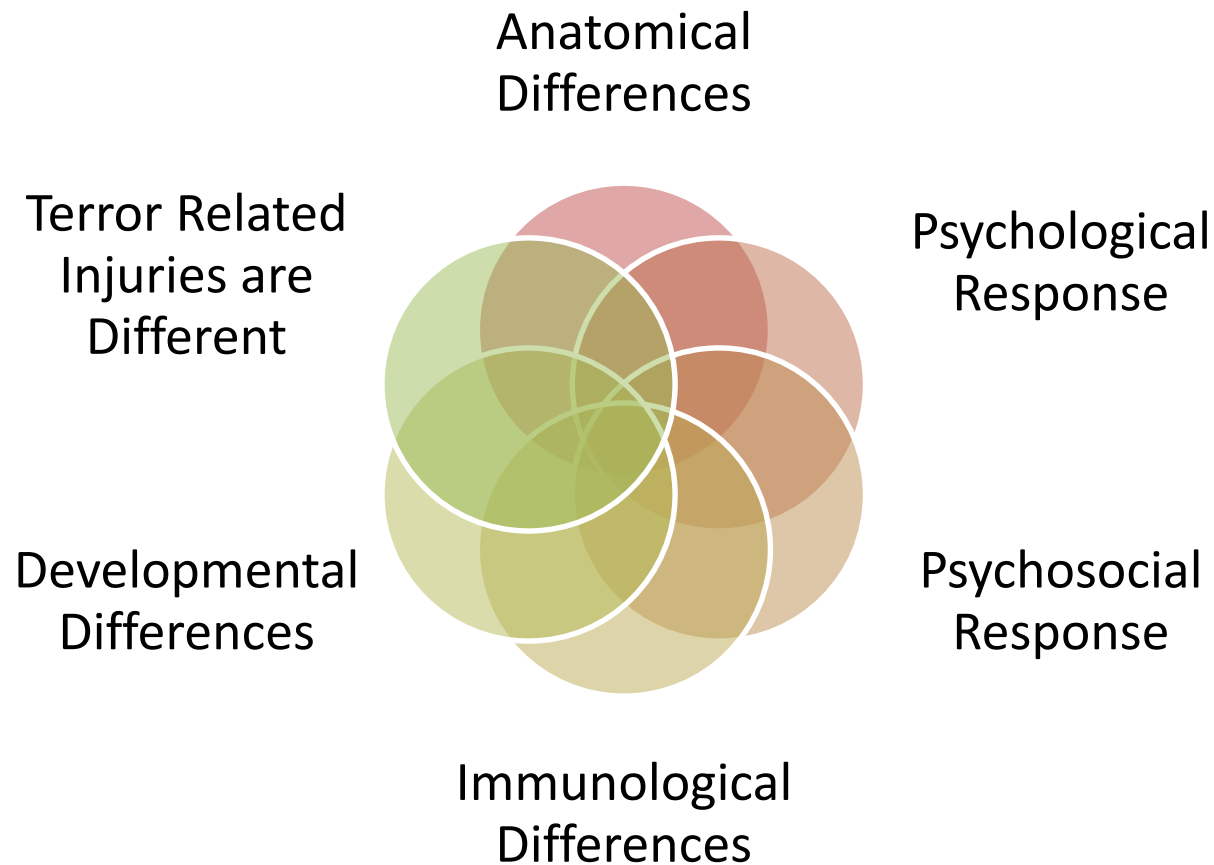 Anatomical
Differences
Psychological
Response
Psychosocial
Response
Immunological
Differences
Developmental
Differences
Terror Related
Injuries are
Different